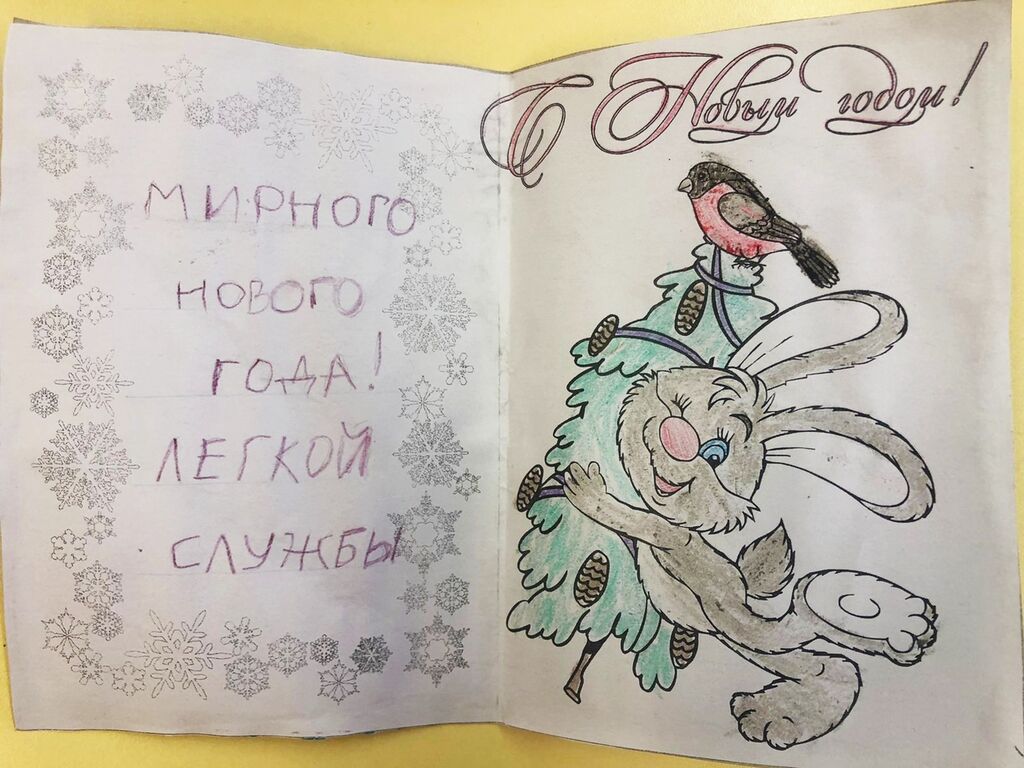 МИРНОГО
НОВОГО
ГОДА!
ЛЕГКОЙ
СЛУЖБЫ
С Новым годом!